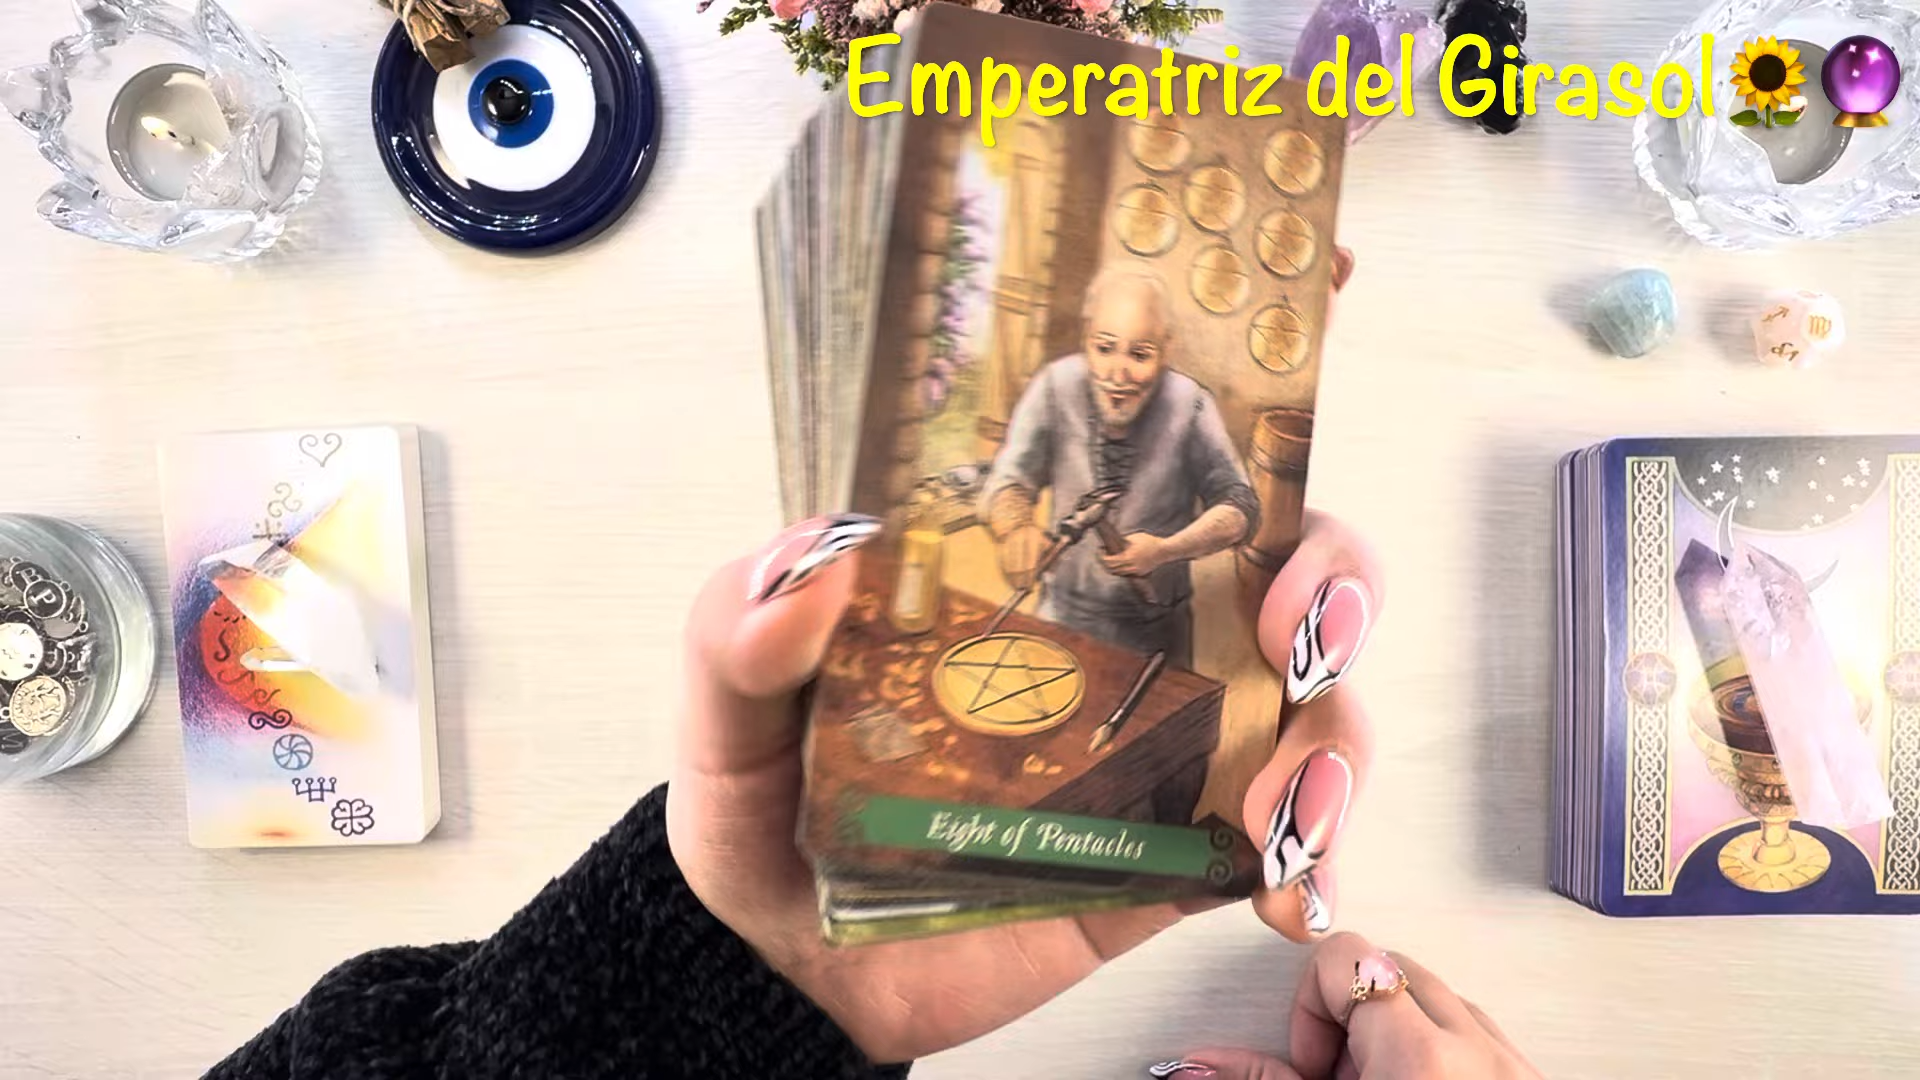 Emperatriz del Girasol🌻🔮
Eight of Pentacles
P